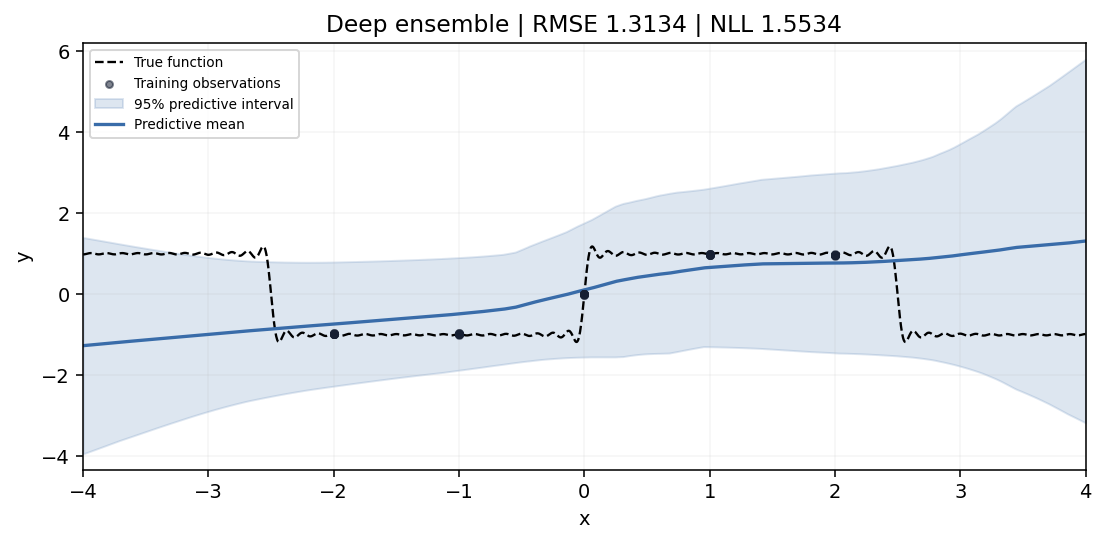 Deep ensemble | RMSE 1.3134 | NLL 1.5534
True function
Training observations
95% predictive interval
Predictive mean
y
6
4
2
0
−2
−4
−4
−3
−2
−1
0
1
2
3
4
x